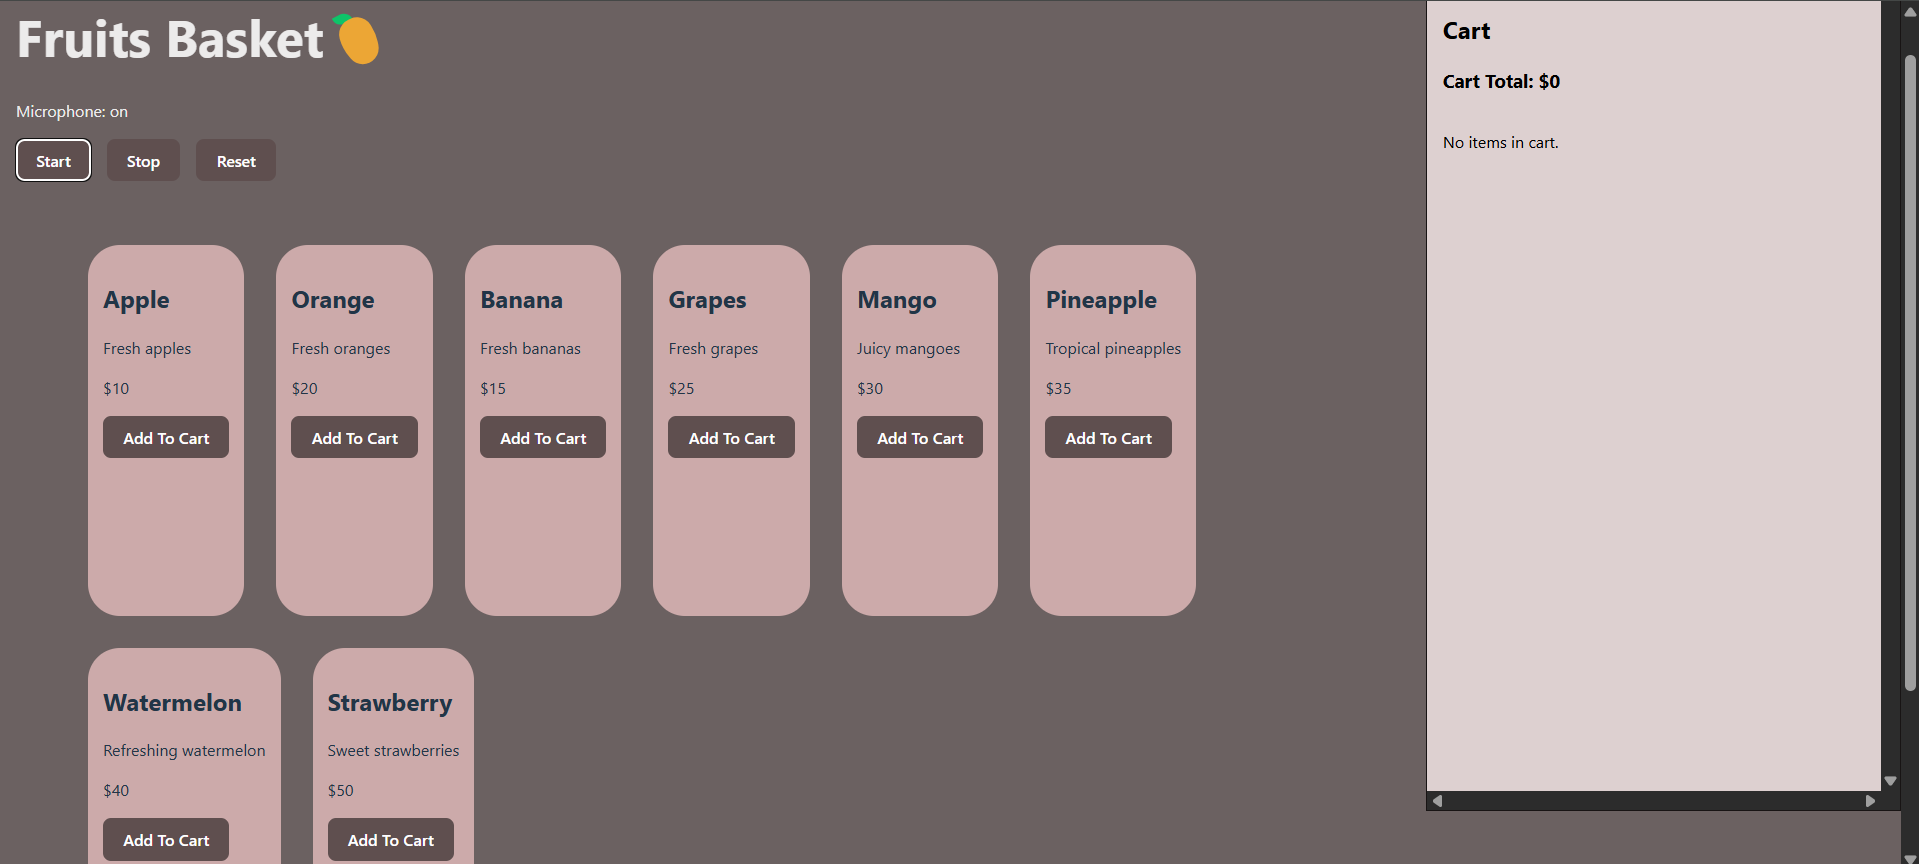 Fruits Basket
Microphone: on
Start Stop Reset
Apple
Fresh apples
$10
Add To Cart
Orange
Fresh oranges
$20
Add To Cart
Banana
Fresh bananas
$15
Add To Cart
Grapes
Fresh grapes
$25
Add To Cart
Mango
Juicy mangoes
$30
Add To Cart
Pineapple
Tropical pineapples
$35
Add To Cart
Watermelon
Refreshing watermelon
$40
Add To Cart
Strawberry
Sweet strawberries
$50
Add To Cart
Cart
Cart Total: $0
No items in cart.